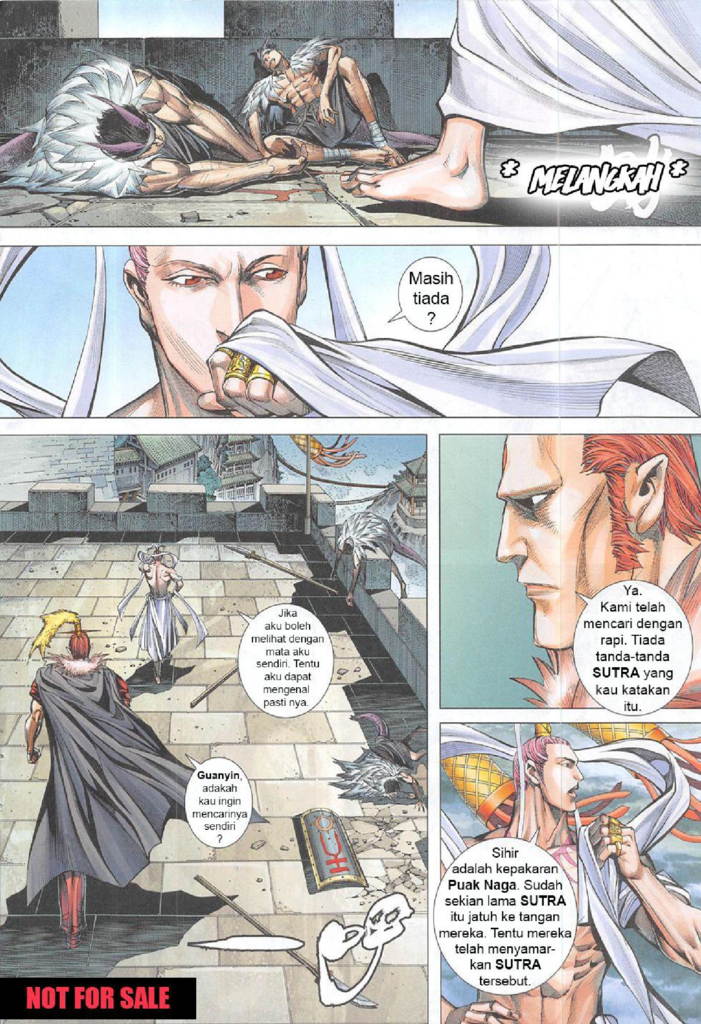 * MELANGKAH *
Masih
tiada
?
Ya.
Kami telah
mencari dengan
rapi. Tiada
tanda-tanda
SUTRA yang
kau katakan
itu.
Jika
aku boleh
melihat dengan
mata aku
sendiri. Tentu
aku dapat
mengenal
pasti nya.
Guanyin,
adakah
kau ingin
mencarinya
sendiri
?
Sihir
adalah kepakaran
Puak Naga. Sudah
sekian lama SUTRA
itu jatuh ke tangan
mereka. Tentu mereka
telah menyamar-
kan SUTRA
tersebut.
NOT FOR SALE